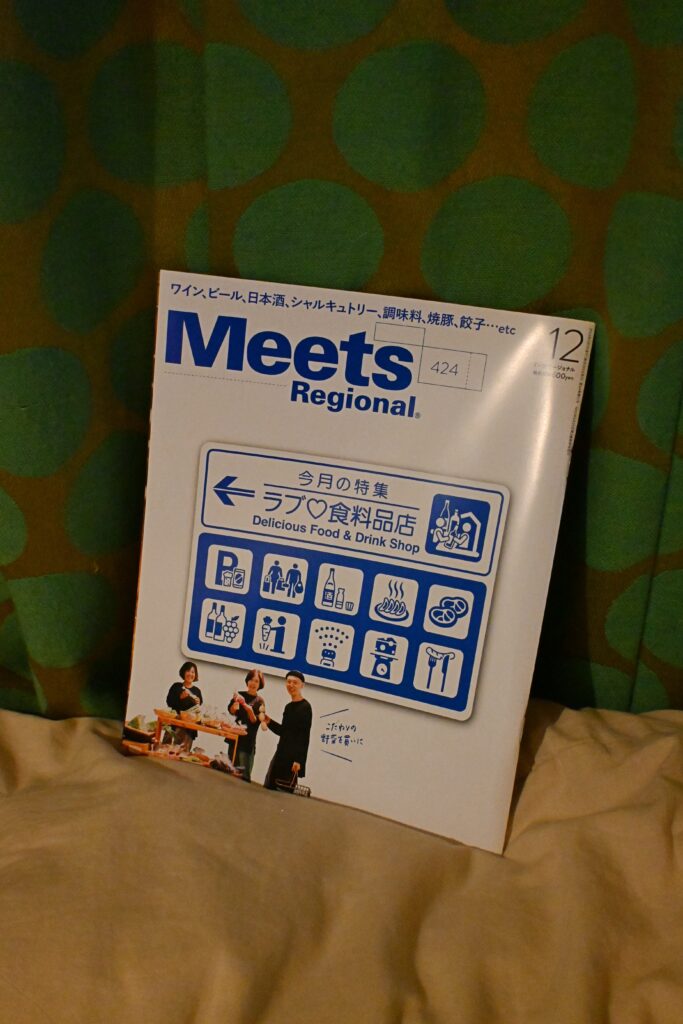 ワイン、ビール、日本酒、シャルキュトリー、調味料、焼豚、餃子…etc
Meets
Regional®
424
12
今月の特集
ラブ♡食料品店
Delicious Food & Drink Shop
P
酒
i
こだわりの
野菜を買いに